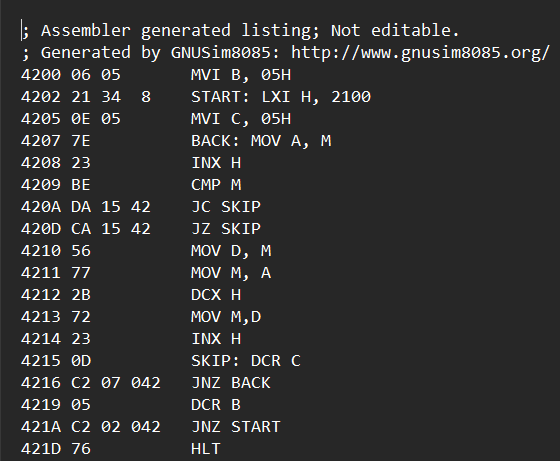 ; Assembler generated listing; Not editable.
; Generated by GNUSim8085: http://www.gnusim8085.org/
4200 06 05 MVI B, 05H
4202 21 34 8 START: LXI H, 2100
4205 0E 05 MVI C, 05H
4207 7E BACK: MOV A, M
4208 23 INX H
4209 BE CMP M
420A DA 15 42 JC SKIP
420D CA 15 42 JZ SKIP
4210 56 MOV D, M
4211 77 MOV M, A
4212 2B DCX H
4213 72 MOV M,D
4214 23 INX H
4215 0D SKIP: DCR C
4216 C2 07 042 JNZ BACK
4219 05 DCR B
421A C2 02 042 JNZ START
421D 76 HLT